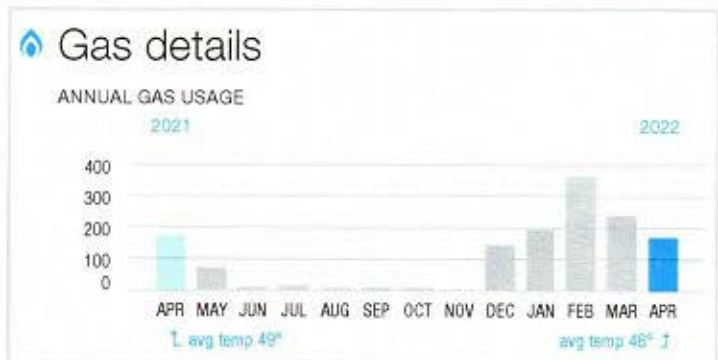 Gas details
ANNUAL GAS USAGE
2021 2022
400
300
200
100
0
APR MAY JUN JUL AUG SEP OCT NOV DEC JAN FEB MAR APR
avg temp 49° avg temp 46°